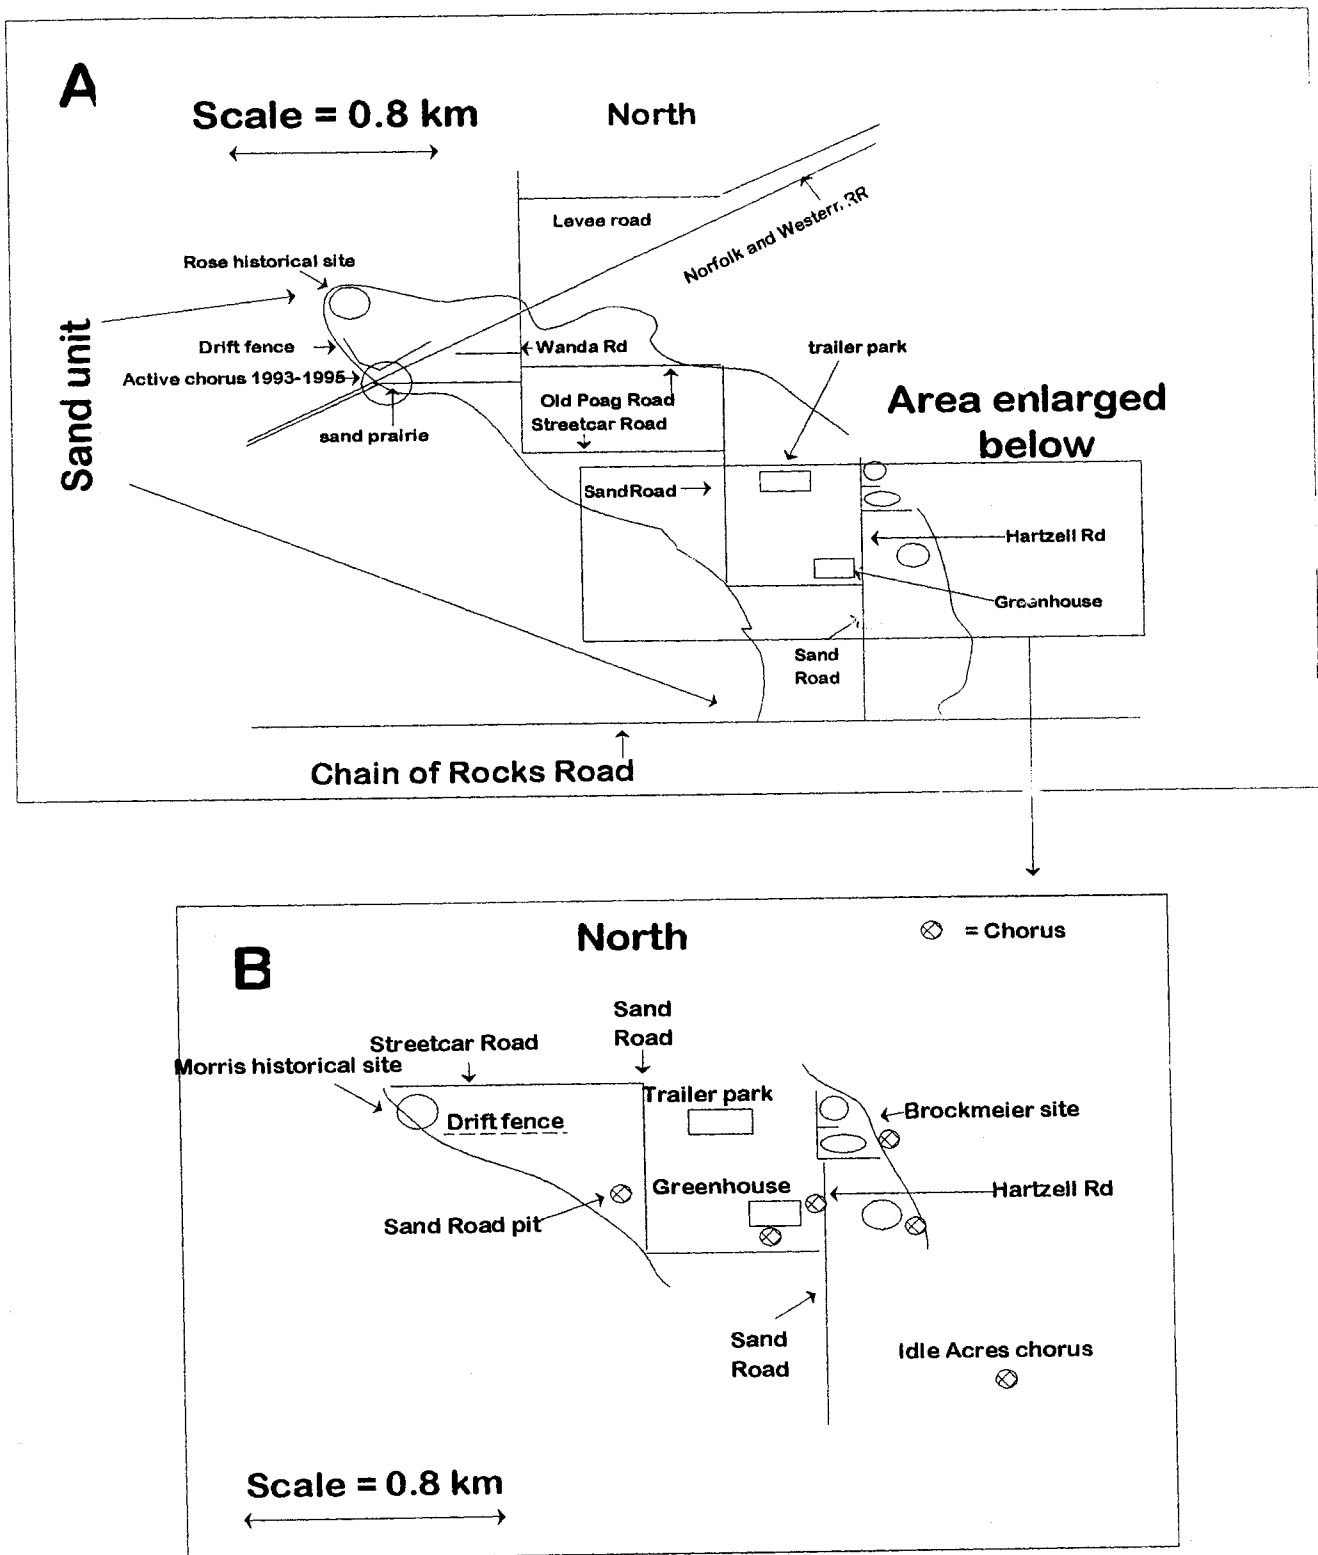 A
Scale = 0.8 km
North
Levee road
Norfolk and Western RR
Rose historical site
Sand unit
Drift fence
Wanda Rd
trailer park
Active chorus 1993-1995
Old Poag Road
Area enlarged
below
Streetcar Road
sand prairie
Sand Road
Hartzell Rd
Greenhouse
Sand
Road
Chain of Rocks Road
B
North
= Chorus
Sand
Road
Streetcar Road
Morris historical site
Trailer park
Brockmeier site
Drift fence
Greenhouse
Hartzell Rd
Sand Road pit
Sand
Road
Idle Acres chorus
Scale = 0.8 km